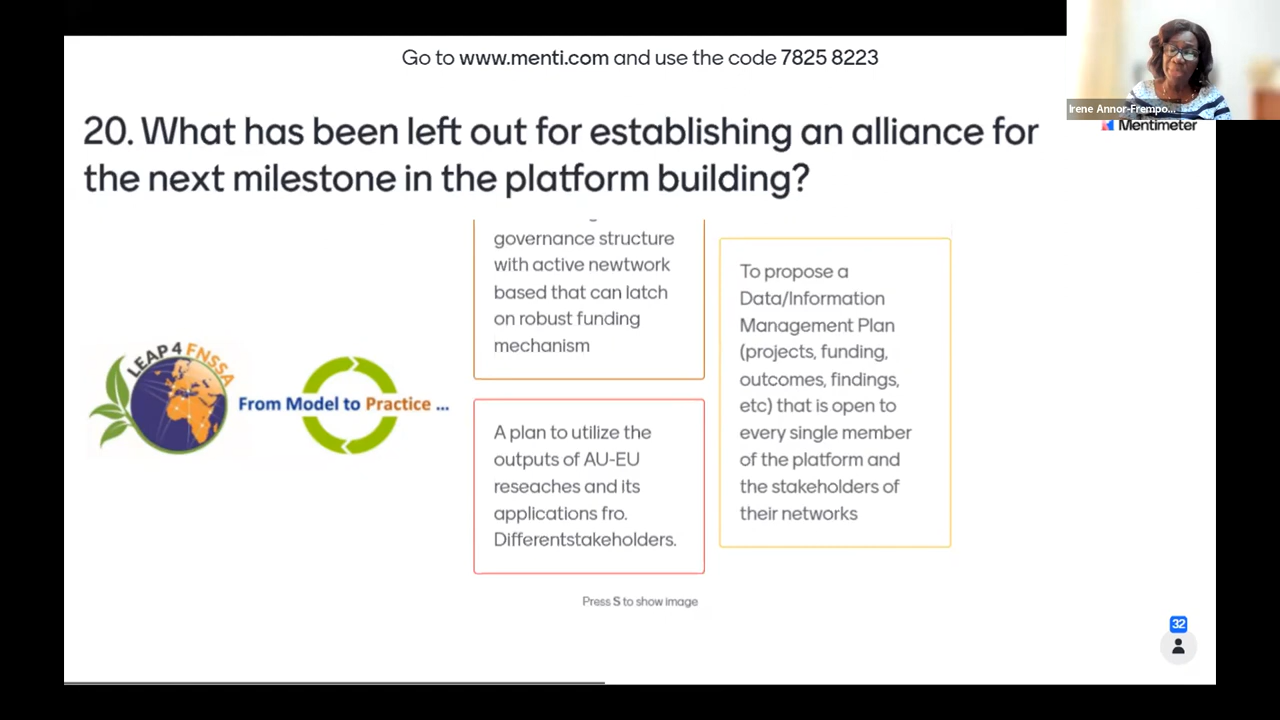 Go to www.menti.com and use the code 7825 8223
Irene Annor-Frempo...
Mentimeter
20. What has been left out for establishing an alliance for
the next milestone in the platform building?
governance structure
with active newtwork
based that can latch
on robust funding
mechanism
A plan to utilize the
outputs of AU-EU
reseaches and its
applications fro.
Differentstakeholders.
To propose a
Data/Information
Management Plan
(projects, funding,
outcomes, findings,
etc) that is open to
every single member
of the platform and
the stakeholders of
their networks
LEAP 4 FNSSA
From Model to Practice ...
Press S to show image
32